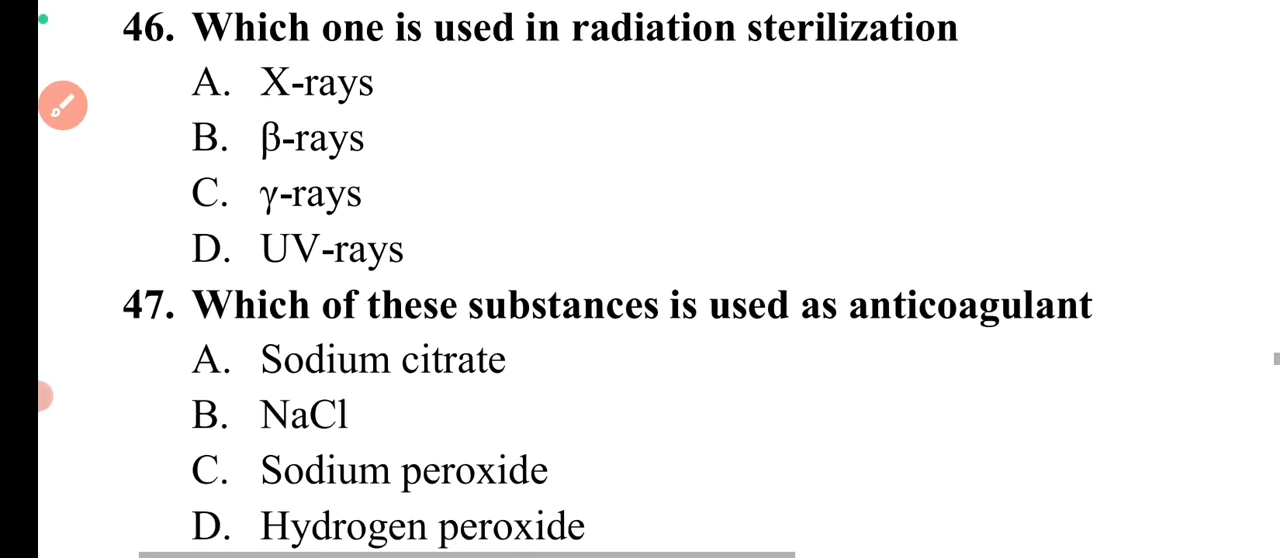 46. Which one is used in radiation sterilization
A. X-rays
B. β-rays
C. γ-rays
D. UV-rays
47. Which of these substances is used as anticoagulant
A. Sodium citrate
B. NaCl
C. Sodium peroxide
D. Hydrogen peroxide